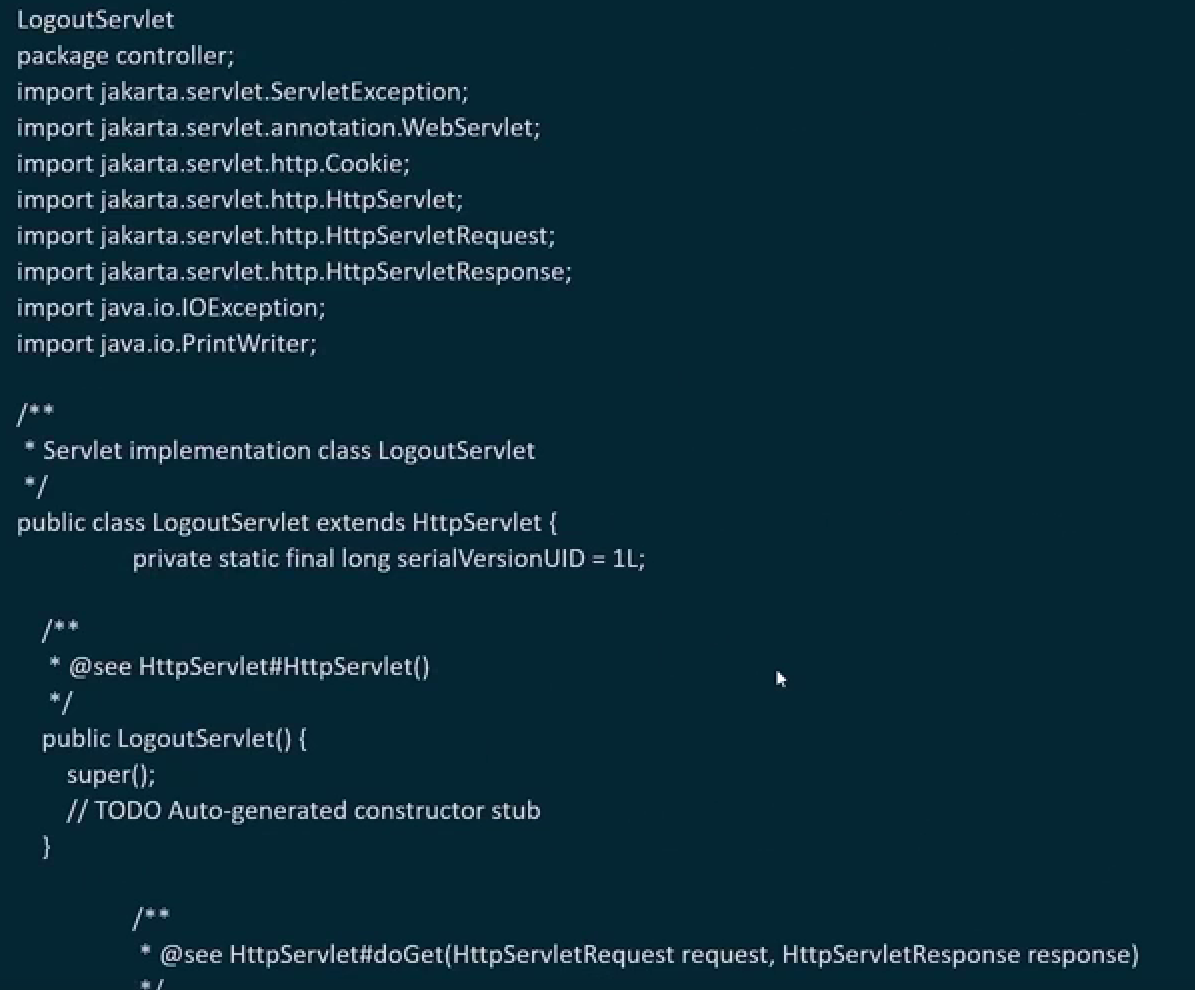 LogoutServlet
package controller;
import jakarta.servlet.ServletException;
import jakarta.servlet.annotation.WebServlet;
import jakarta.servlet.http.Cookie;
import jakarta.servlet.http.HttpServlet;
import jakarta.servlet.http.HttpServletRequest;
import jakarta.servlet.http.HttpServletResponse;
import java.io.IOException;
import java.io.PrintWriter;

/**
 * Servlet implementation class LogoutServlet
 */
public class LogoutServlet extends HttpServlet {
        private static final long serialVersionUID = 1L;

    /**
     * @see HttpServlet#HttpServlet()
     */
    public LogoutServlet() {
        super();
        // TODO Auto-generated constructor stub
    }

        /**
         * @see HttpServlet#doGet(HttpServletRequest request, HttpServletResponse response)
         */